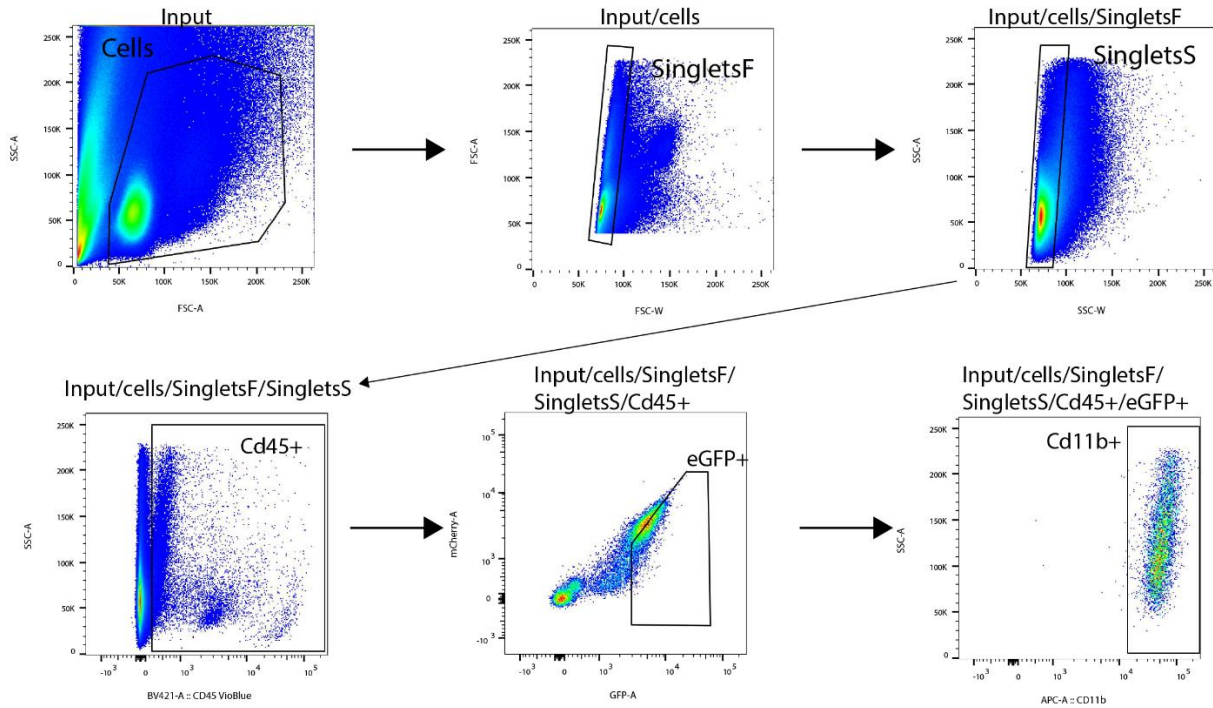 Input
Cells
250K
200K
150K
100K
50K
0
SSC-A
0 50K 100K 150K 200K 250K
FSC-A
Input/cells
SingletsF
250K
200K
150K
100K
50K
0
FSC-A
0 50K 100K 150K 200K 250K
FSC-W
Input/cells/SingletsF
SingletsS
250K
200K
150K
100K
50K
0
SSC-A
0 50K 100K 150K 200K 250K
SSC-W
Input/cells/SingletsF/SingletsS
Cd45+
250K
200K
150K
100K
50K
0
SSC-A
-10³ 0 10³ 10⁴ 10⁵
BV421-A :: CD45 VioBlue
Input/cells/SingletsF/
SingletsS/Cd45+
eGFP+
10⁵
10⁴
10³
0
-10³
mCherry-A
-10³ 0 10³ 10⁴ 10⁵
GFP-A
Input/cells/SingletsF/
SingletsS/Cd45+/eGFP+
Cd11b+
250K
200K
150K
100K
50K
0
SSC-A
-10³ 0 10³ 10⁴ 10⁵
APC-A :: CD11b